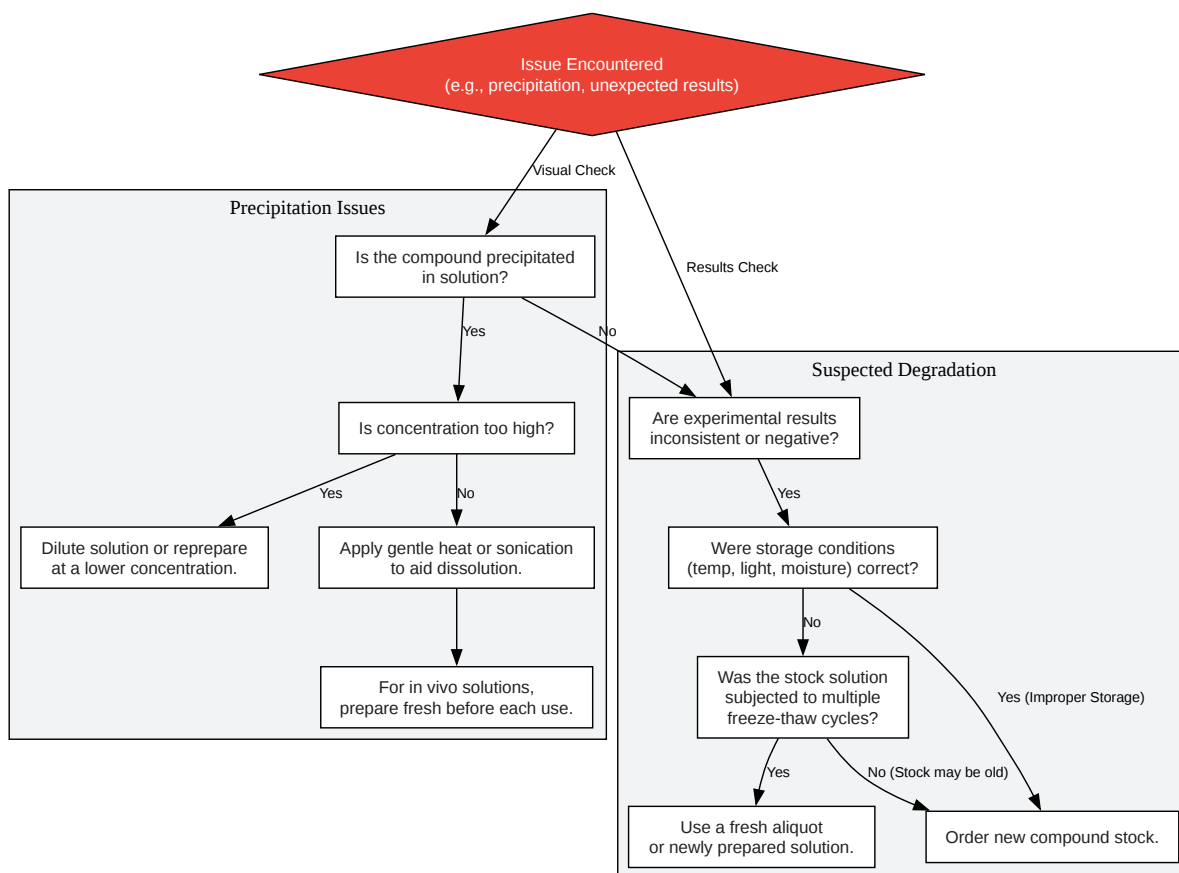 Issue Encountered
(e.g., precipitation, unexpected results)
Visual Check
Results Check
Precipitation Issues
Is the compound precipitated
in solution?
Yes
No
Is concentration too high?
Yes
No
Dilute solution or reprepare
at a lower concentration.
Apply gentle heat or sonication
to aid dissolution.
For in vivo solutions,
prepare fresh before each use.
Suspected Degradation
Are experimental results
inconsistent or negative?
Yes
Were storage conditions
(temp, light, moisture) correct?
No
Yes (Improper Storage)
Was the stock solution
subjected to multiple
freeze-thaw cycles?
Yes
No (Stock may be old)
Use a fresh aliquot
or newly prepared solution.
Order new compound stock.